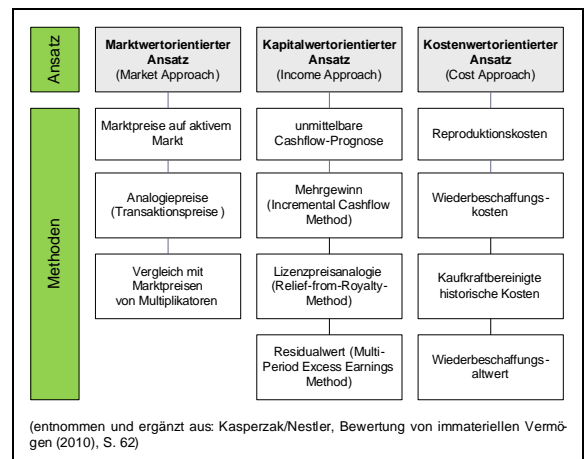 Ansatz
Marktwertorientierter
Ansatz
(Market Approach)
Kapitalwertorientierter
Ansatz
(Income Approach)
Kostenwertorientierter
Ansatz
(Cost Approach)
Methoden
Marktpreise auf aktivem
Markt
unmittelbare
Cashflow-Prognose
Reproduktionskosten
Analogiepreise
(Transaktionspreise)
Mehrgewinn
(Incremental Cashflow
Method)
Wiederbeschaffungs-
kosten
Vergleich mit
Marktpreisen
von Multiplikatoren
Lizenzpreisanalogie
(Relief-from-Royalty-
Method)
Kaufkraftbereinigte
historische Kosten
Residualwert (Multi-
Period Excess Earnings
Method)
Wiederbeschaffungs-
altwert
(entnommen und ergänzt aus: Kasperzak/Nestler, Bewertung von immateriellen Vermö-
gen (2010), S. 62)